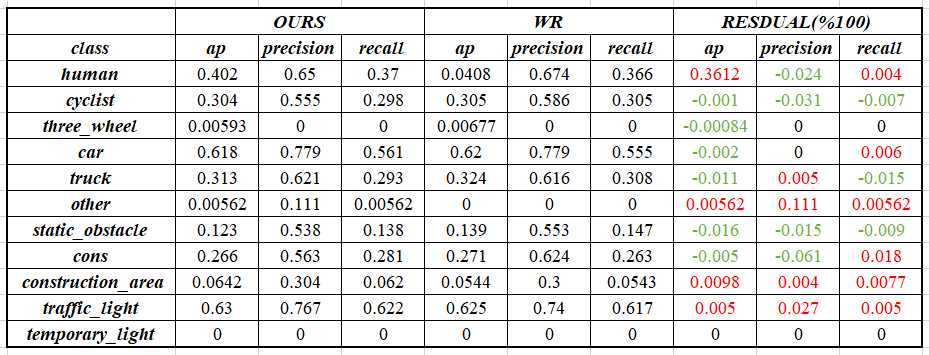 OURS WR RESDUAL(%100)
class ap precision recall ap precision recall ap precision recall
human 0.402 0.65 0.37 0.0408 0.674 0.366 0.3612 -0.024 0.004
cyclist 0.304 0.555 0.298 0.305 0.586 0.305 -0.001 -0.031 -0.007
three_wheel 0.00593 0 0 0.00677 0 0 -0.00084 0 0
car 0.618 0.779 0.561 0.62 0.779 0.555 -0.002 0 0.006
truck 0.313 0.621 0.293 0.324 0.616 0.308 -0.011 0.005 -0.015
other 0.00562 0.111 0.00562 0 0 0 0.00562 0.111 0.00562
static_obstacle 0.123 0.538 0.138 0.139 0.553 0.147 -0.016 -0.015 -0.009
cons 0.266 0.563 0.281 0.271 0.624 0.263 -0.005 -0.061 0.018
construction_area 0.0642 0.304 0.062 0.0544 0.3 0.0543 0.0098 0.004 0.0077
traffic_light 0.63 0.767 0.622 0.625 0.74 0.617 0.005 0.027 0.005
temporary_light 0 0 0 0 0 0 0 0 0